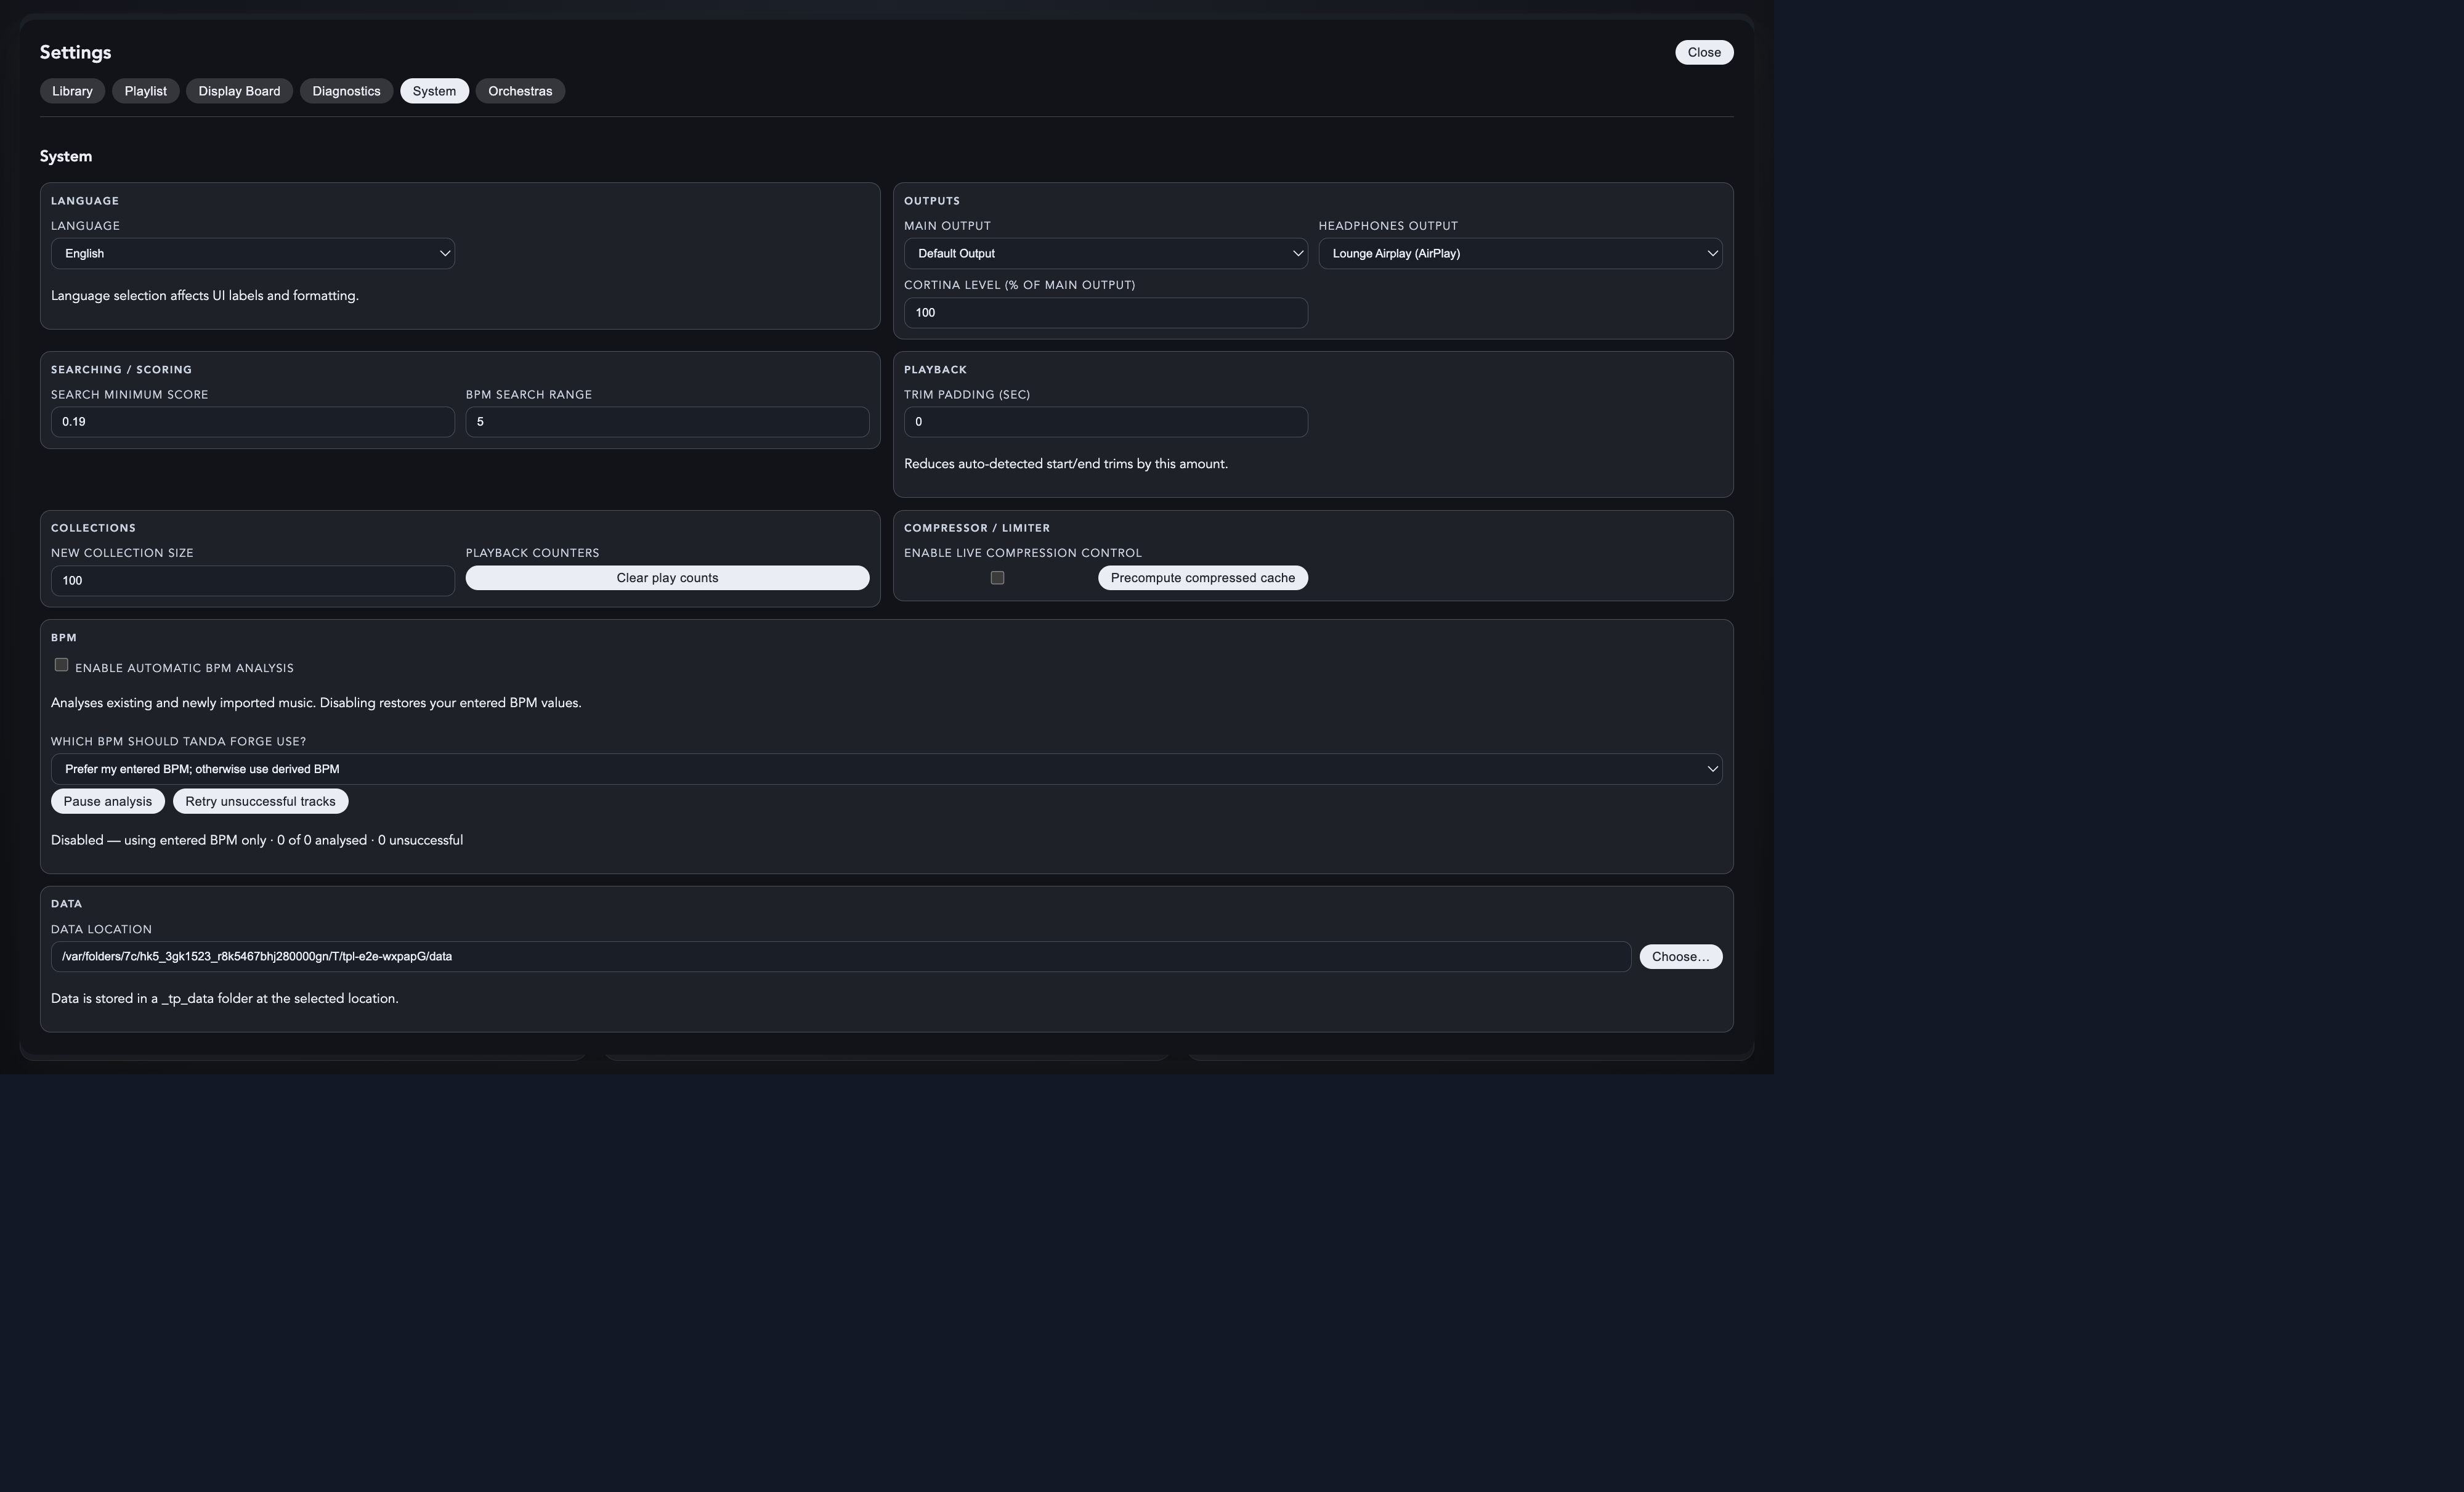 Settings
Close
Library
Playlist
Display Board
Diagnostics
System
Orchestras
System
LANGUAGE
LANGUAGE
English
Language selection affects UI labels and formatting.
OUTPUTS
MAIN OUTPUT
HEADPHONES OUTPUT
Default Output
Lounge Airplay (AirPlay)
CORTINA LEVEL (% OF MAIN OUTPUT)
100
SEARCHING / SCORING
SEARCH MINIMUM SCORE
BPM SEARCH RANGE
0.19
5
PLAYBACK
TRIM PADDING (SEC)
0
Reduces auto-detected start/end trims by this amount.
COLLECTIONS
NEW COLLECTION SIZE
PLAYBACK COUNTERS
100
Clear play counts
COMPRESSOR / LIMITER
ENABLE LIVE COMPRESSION CONTROL
Precompute compressed cache
BPM
ENABLE AUTOMATIC BPM ANALYSIS
Analyses existing and newly imported music. Disabling restores your entered BPM values.
WHICH BPM SHOULD TANDA FORGE USE?
Prefer my entered BPM; otherwise use derived BPM
Pause analysis
Retry unsuccessful tracks
Disabled — using entered BPM only · 0 of 0 analysed · 0 unsuccessful
DATA
DATA LOCATION
/var/folders/7c/hk5_3gk1523_r8k5467bhj280000gn/T/tpl-e2e-wxpapG/data
Choose…
Data is stored in a _tp_data folder at the selected location.